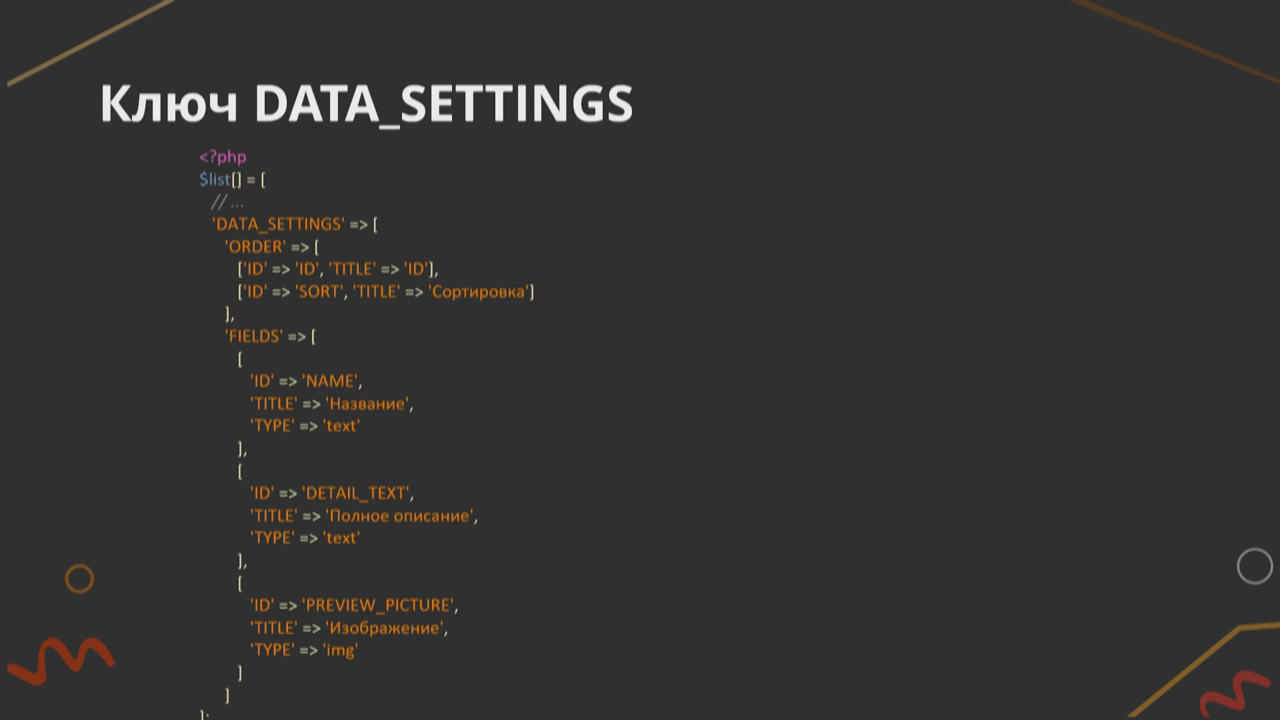 Ключ DATA_SETTINGS
<?php
$list[] = [
// ...
'DATA_SETTINGS' => [
'ORDER' => [
['ID' => 'ID', 'TITLE' => 'ID'],
['ID' => 'SORT', 'TITLE' => 'Сортировка']
],
'FIELDS' => [
[
'ID' => 'NAME',
'TITLE' => 'Название',
'TYPE' => 'text'
],
[
'ID' => 'DETAIL_TEXT',
'TITLE' => 'Полное описание',
'TYPE' => 'text'
],
[
'ID' => 'PREVIEW_PICTURE',
'TITLE' => 'Изображение',
'TYPE' => 'img'
]
]
];